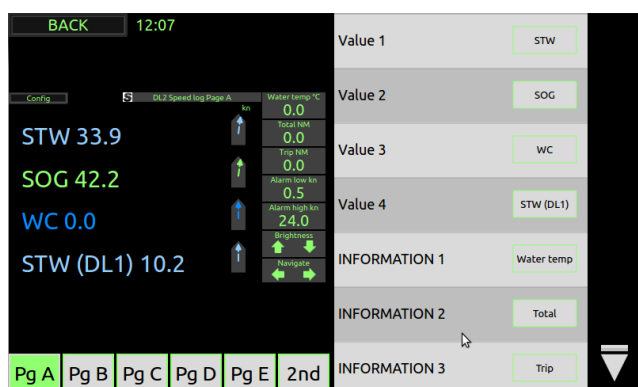 BACK
12:07
Config
S
DL2 Speed log Page A
kn
Water temp °C
0.0
Total NM
0.0
Trip NM
0.0
Alarm low kn
0.5
Alarm high kn
24.0
Brightness
Navigate
STW 33.9
SOG 42.2
WC 0.0
STW (DL1) 10.2
Pg A
Pg B
Pg C
Pg D
Pg E
2nd
Value 1
STW
Value 2
SOG
Value 3
WC
Value 4
STW (DL1)
INFORMATION 1
Water temp
INFORMATION 2
Total
INFORMATION 3
Trip